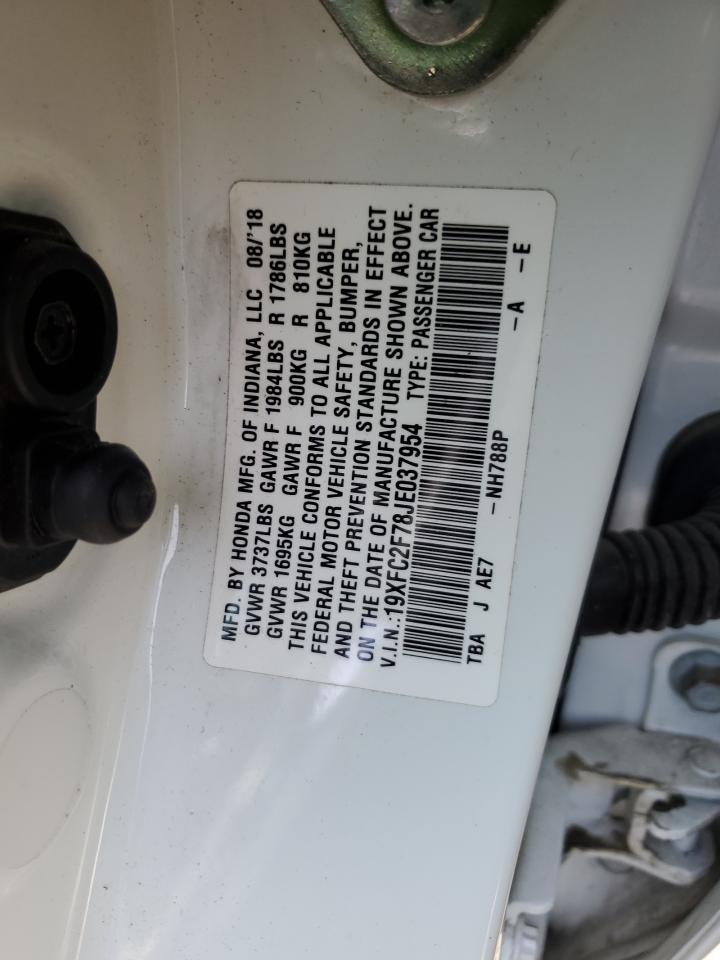 MFD. BY HONDA MFG. OF INDIANA, LLC 08/'18
GVWR 3737LBS GAWR F 1984LBS R 1786LBS
GVWR 1695KG GAWR F 900KG R 810KG
THIS VEHICLE CONFORMS TO ALL APPLICABLE
FEDERAL MOTOR VEHICLE SAFETY, BUMPER,
AND THEFT PREVENTION STANDARDS IN EFFECT
ON THE DATE OF MANUFACTURE SHOWN ABOVE.
V.I.N.:19XFC2F78JE037954 TYPE: PASSENGER CAR
TBA J AE7 -NH788P -A -E